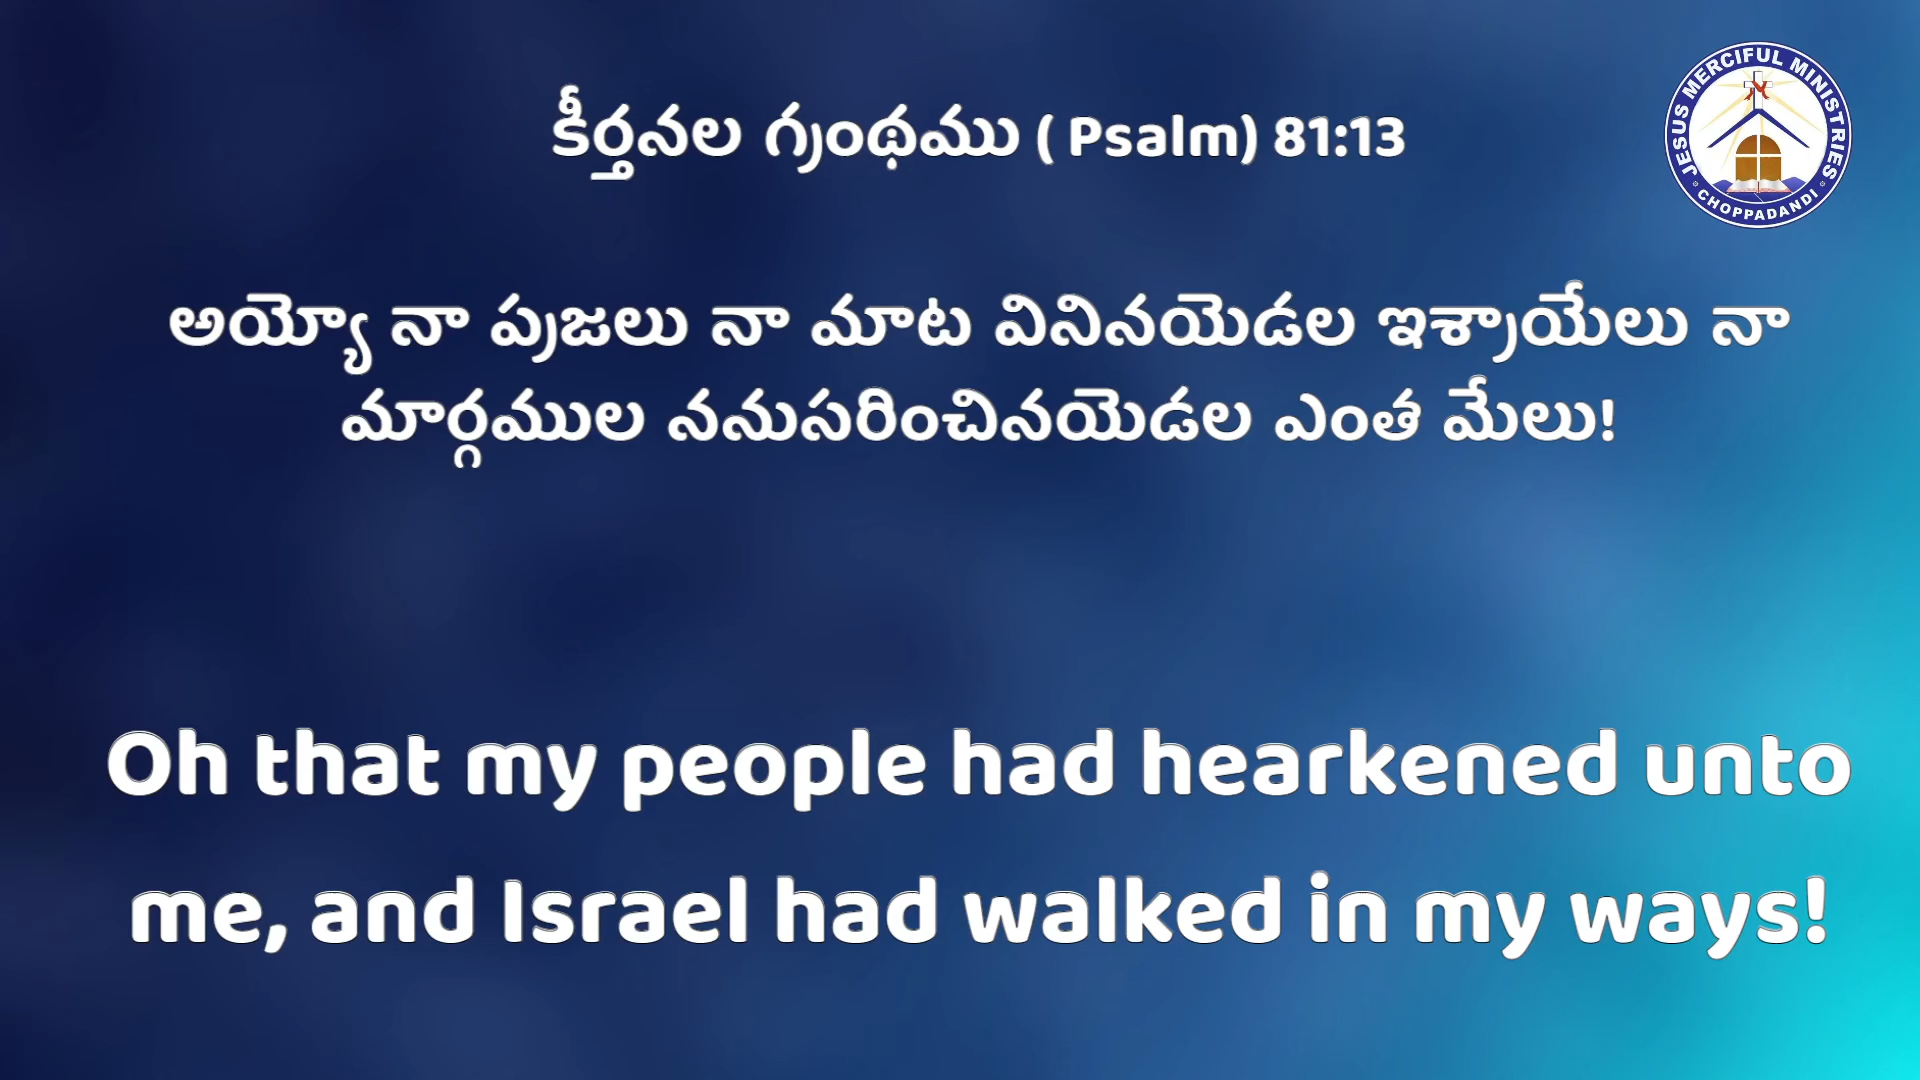 కీర్తనల గ్రంథము ( Psalm) 81:13
JESUS MERCIFUL MINISTRIES
CHOPPADANDI
అయ్యో నా ప్రజలు నా మాట వినినయెడల ఇశ్రాయేలు నా
మార్గముల ననుసరించినయెడల ఎంత మేలు!
Oh that my people had hearkened unto
me, and Israel had walked in my ways!